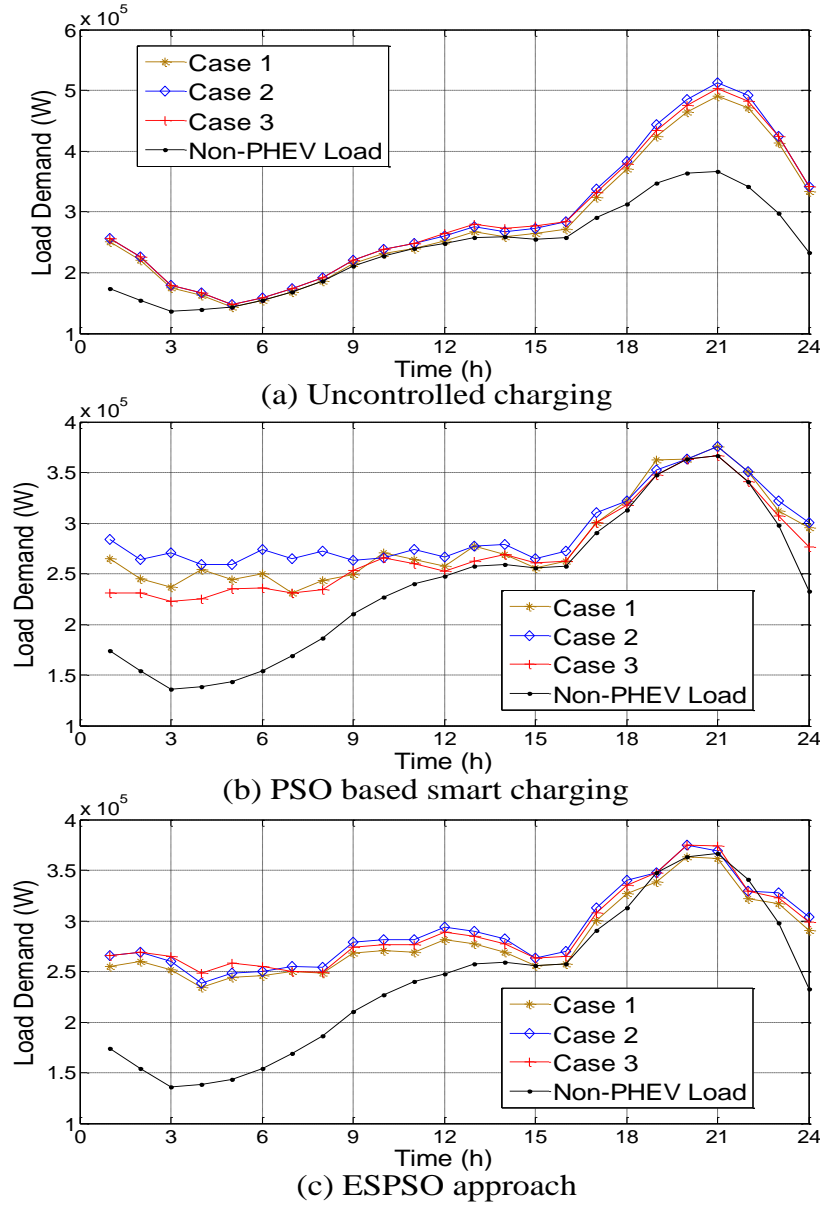 x 10^5
6
5
4
3
2
1
Load Demand (W)
Case 1
Case 2
Case 3
Non-PHEV Load
0 3 6 9 12 15 18 21 24
Time (h)
(a) Uncontrolled charging
x 10^5
4
3.5
3
2.5
2
1.5
1
Load Demand (W)
Case 1
Case 2
Case 3
Non-PHEV Load
0 3 6 9 12 15 18 21 24
Time (h)
(b) PSO based smart charging
x 10^5
4
3.5
3
2.5
2
1.5
1
Load Demand (W)
Case 1
Case 2
Case 3
Non-PHEV Load
0 3 6 9 12 15 18 21 24
Time (h)
(c) ESPSO approach